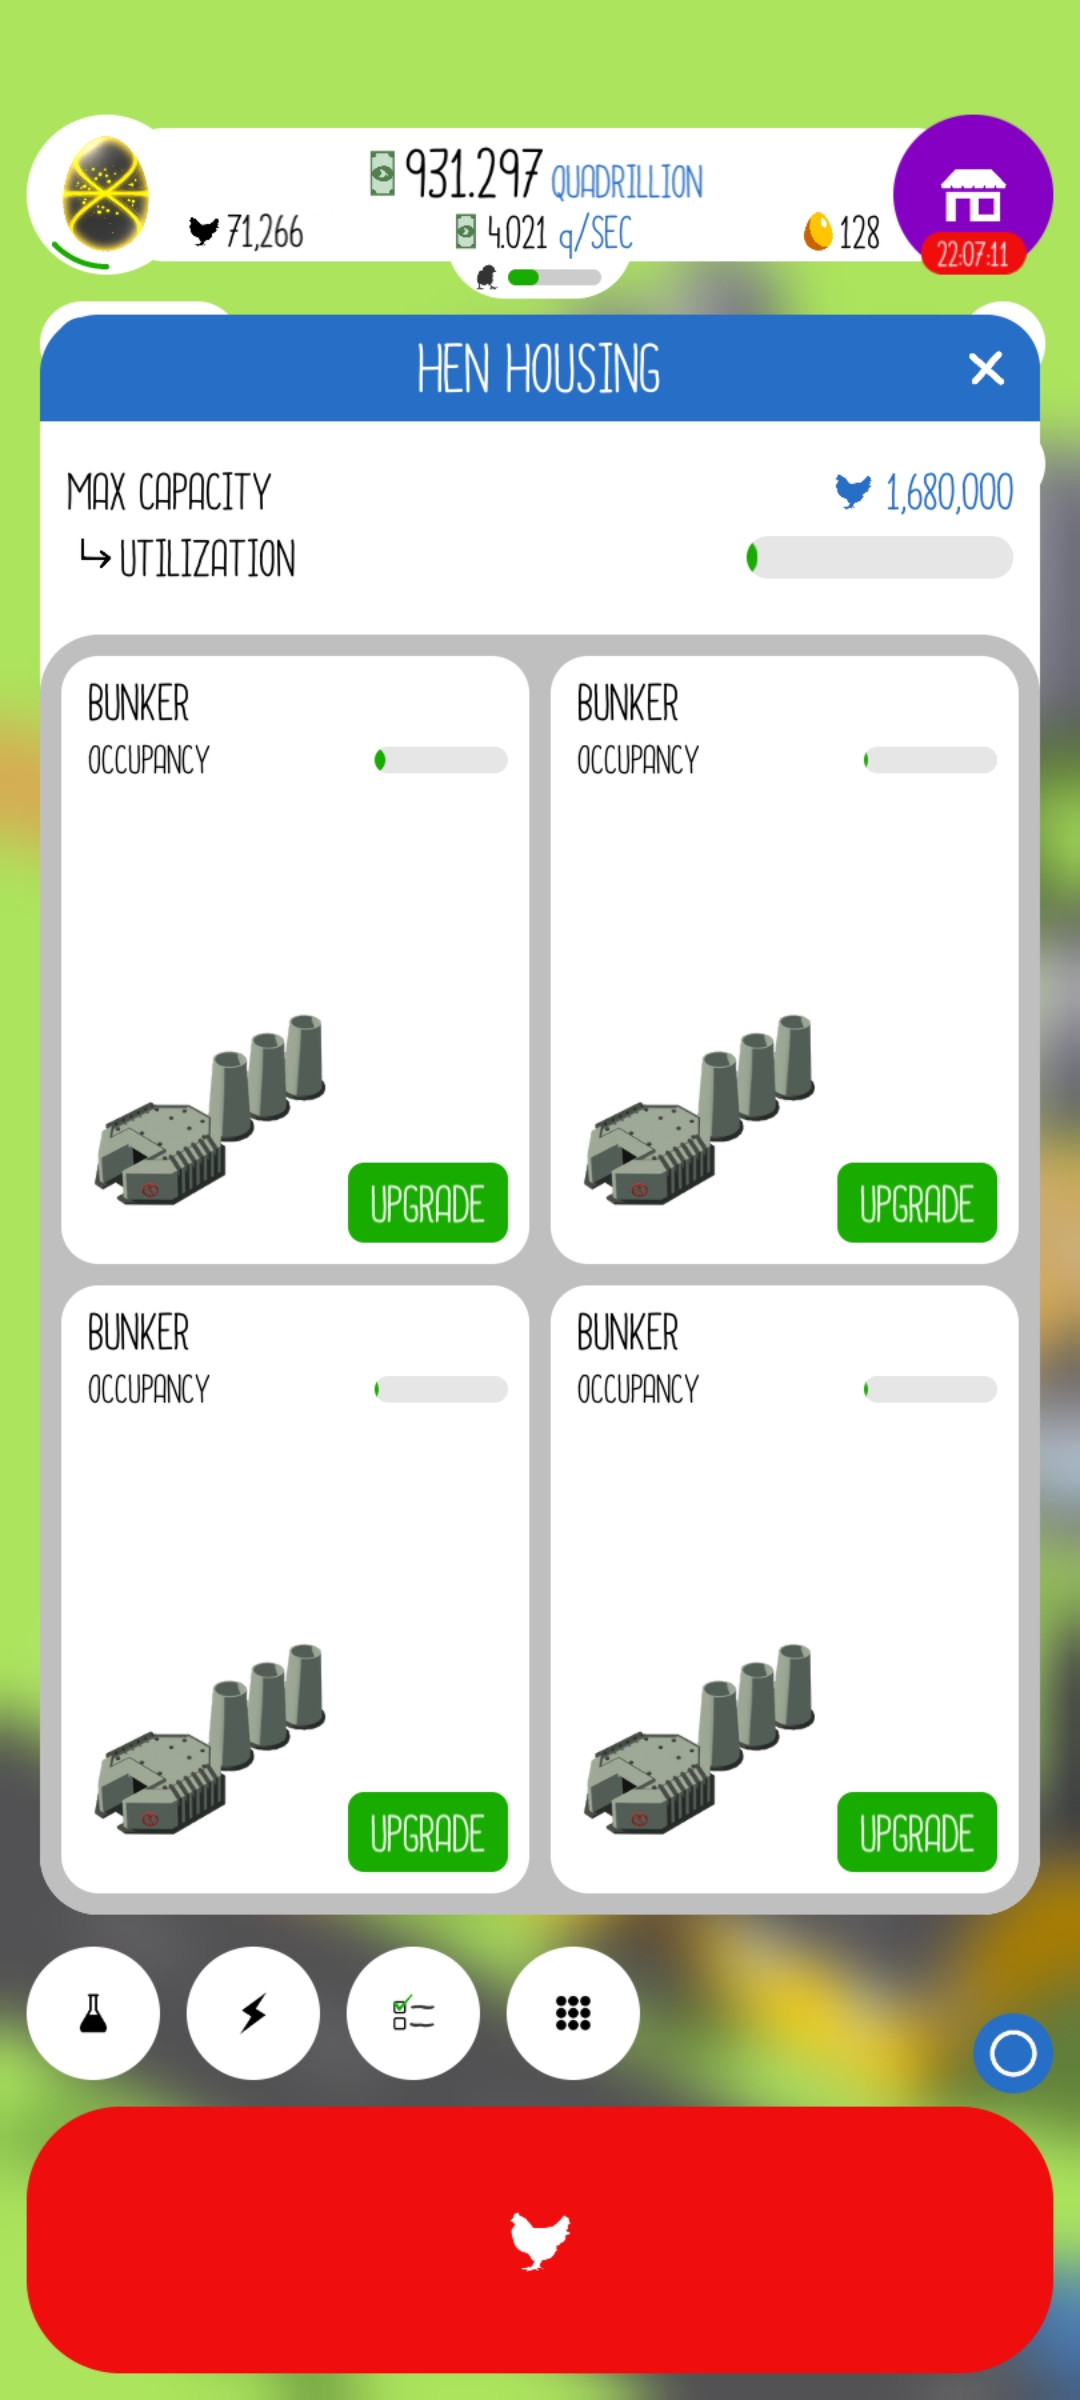 931.297 QUADRILLION
71,266 4.021 q/SEC 128
22:07:11
HEN HOUSING
MAX CAPACITY 1,680,000
UTILIZATION
BUNKER
OCCUPANCY
UPGRADE
BUNKER
OCCUPANCY
UPGRADE
BUNKER
OCCUPANCY
UPGRADE
BUNKER
OCCUPANCY
UPGRADE